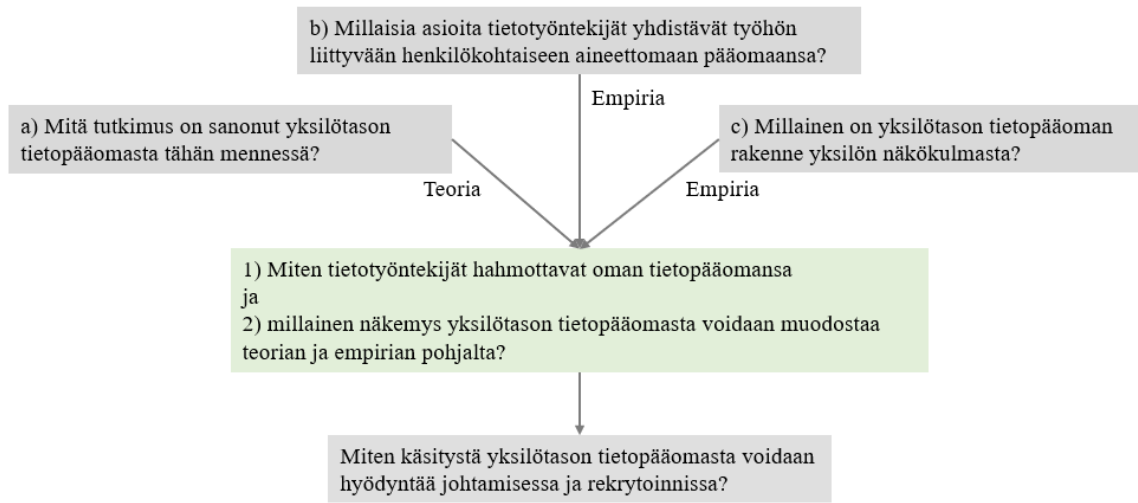 b) Millaisia asioita tietotyöntekijät yhdistävät työhön
liittyvään henkilökohtaiseen aineettomaan pääomaansa?
Empiria
a) Mitä tutkimus on sanonut yksilötason
tietopääomasta tähän mennessä?
c) Millainen on yksilötason tietopääoman
rakenne yksilön näkökulmasta?
Teoria
Empiria
1) Miten tietotyöntekijät hahmottavat oman tietopääomansa
ja
2) millainen näkemys yksilötason tietopääomasta voidaan muodostaa
teorian ja empirian pohjalta?
Miten käsitystä yksilötason tietopääomasta voidaan
hyödyntää johtamisessa ja rekrytoinnissa?